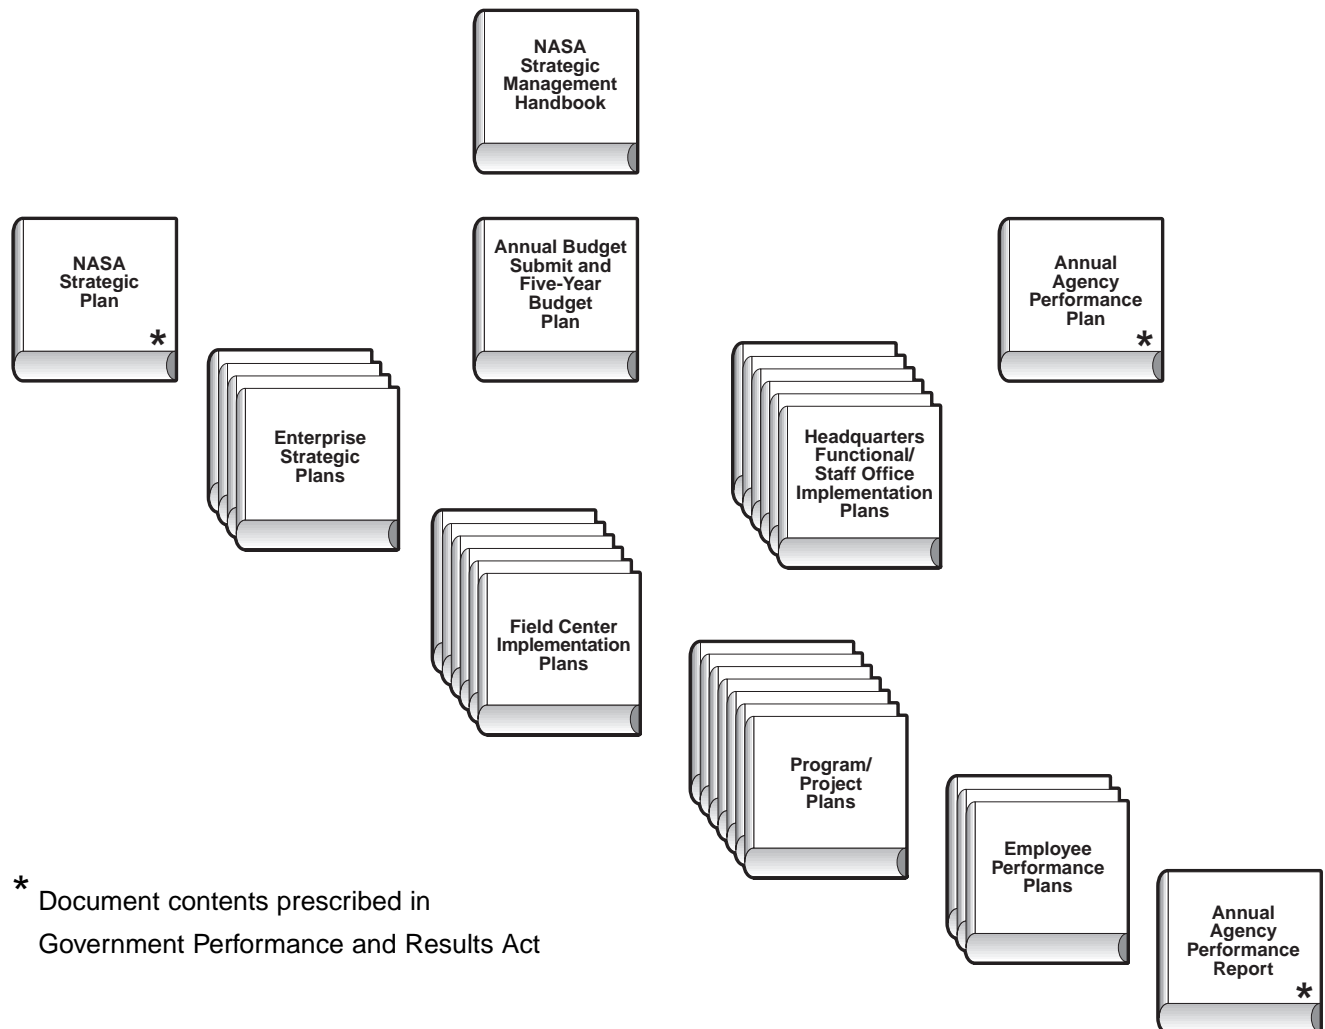 NASA
Strategic
Management
Handbook
NASA
Strategic
Plan
*
Annual Budget
Submit and
Five-Year
Budget
Plan
Annual
Agency
Performance
Plan
*
Enterprise
Strategic
Plans
Headquarters
Functional/
Staff Office
Implementation
Plans
Field Center
Implementation
Plans
Program/
Project
Plans
Employee
Performance
Plans
Annual
Agency
Performance
Report
*
* Document contents prescribed in
Government Performance and Results Act